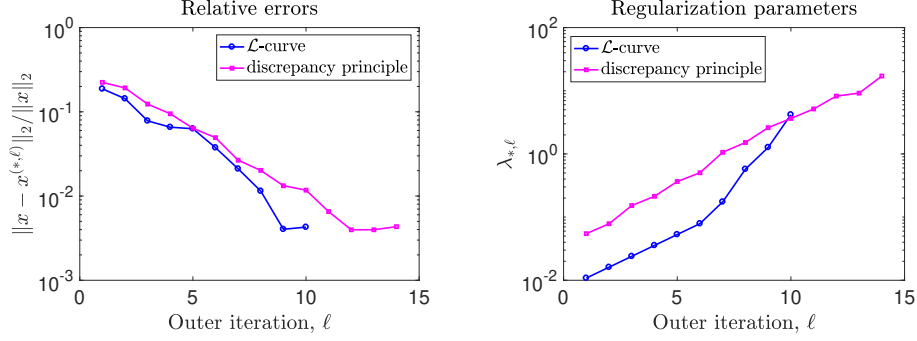 Relative errors
10^0
10^{-1}
10^{-2}
10^{-3}
‖x − x^{(*,ℓ)}‖_2/‖x‖_2
ℒ-curve
discrepancy principle
0 5 10 15
Outer iteration, ℓ
Regularization parameters
10^2
10^0
10^{-2}
λ_{*,ℓ}
ℒ-curve
discrepancy principle
0 5 10 15
Outer iteration, ℓ